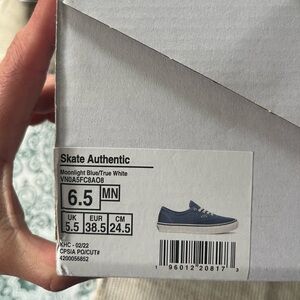 Skate Authentic
Moonlight Blue/True White
VN0A5FC8AO8
6.5 MN
UK EUR CM
5.5 38.5 24.5
KHC - 02/22
CPSIA PO/CUT#
4200056852
1 96012 20817 3